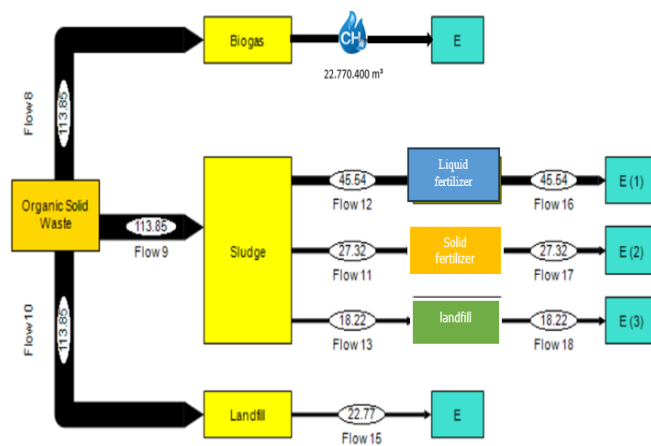 Biogas
CH4
E
22.770.400 m³
Flow 8
113.85
Organic Solid
Waste
113.85
Flow 9
Sludge
45.54
Flow 12
Liquid
fertilizer
45.54
Flow 16
E (1)
27.32
Flow 11
Solid
fertilizer
27.32
Flow 17
E (2)
18.22
Flow 13
landfill
18.22
Flow 18
E (3)
Flow 10
113.85
Landfill
22.77
Flow 15
E